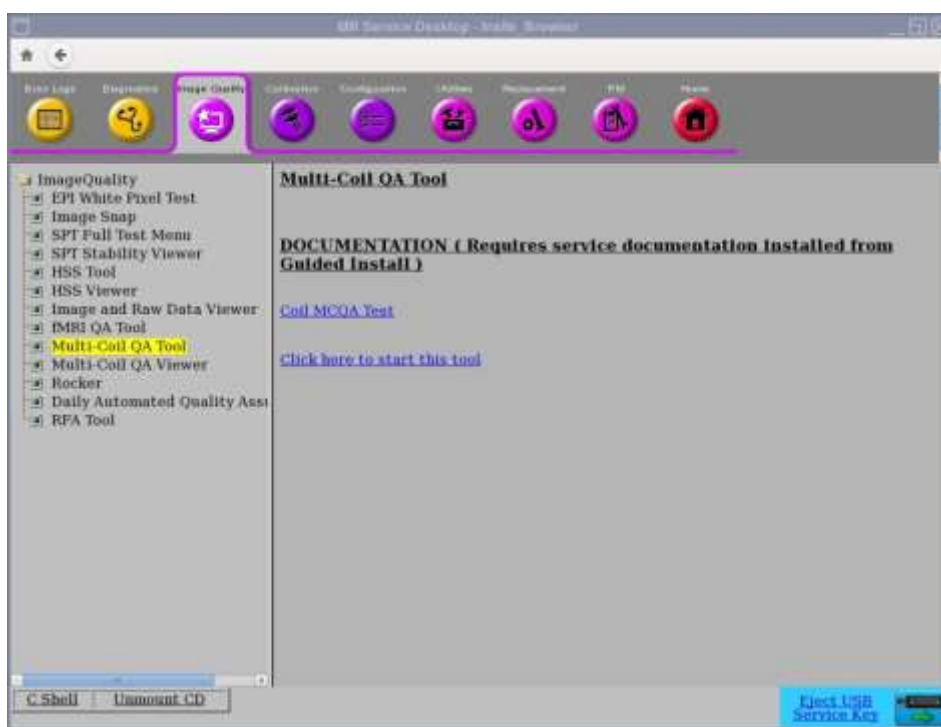 MR Service Desktop - Insite Browser
Error Logs
Diagnostics
Image Quality
Calibration
Configuration
Utilities
Replacement
PM
Home
ImageQuality
EPI White Pixel Test
Image Snap
SPT Full Test Menu
SPT Stability Viewer
HSS Tool
HSS Viewer
Image and Raw Data Viewer
fMRI QA Tool
Multi-Coil QA Tool
Multi-Coil QA Viewer
Rocker
Daily Automated Quality Assu
RFA Tool
Multi-Coil QA Tool
DOCUMENTATION ( Requires service documentation installed from
Guided Install )
Coil MCQA Test
Click here to start this tool
C Shell
Unmount CD
Eject USB
Service Key